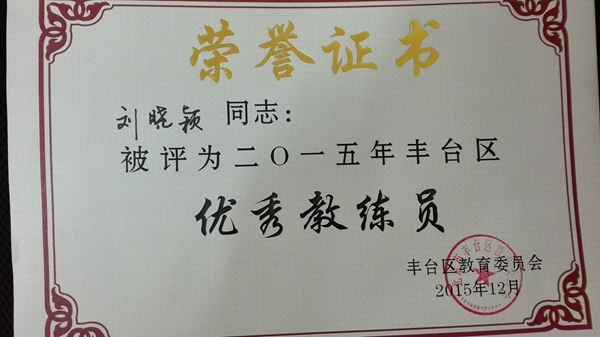 荣誉证书
刘晓颖 同志：
被评为二〇一五年丰台区
优秀教练员
丰台区教育委员会
2015年12月